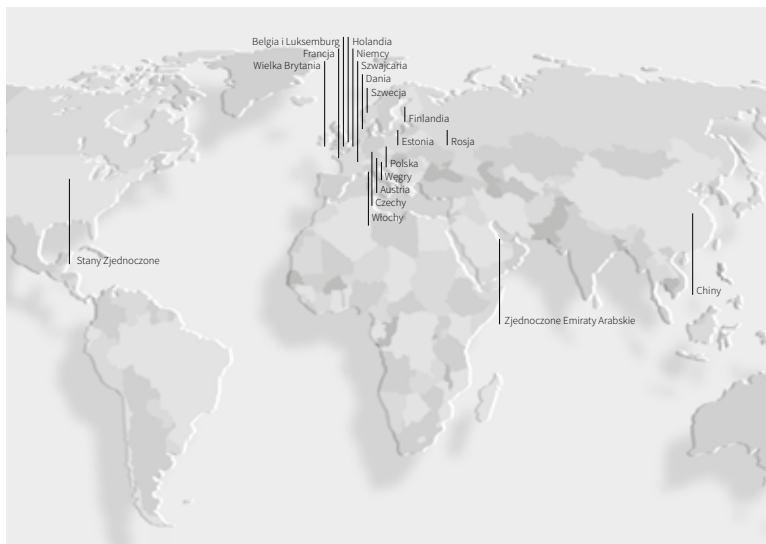 Belgia i Luksemburg
Holandia
Francja
Niemcy
Wielka Brytania
Szwajcaria
Dania
Szwecja
Finlandia
Estonia
Rosja
Polska
Węgry
Austria
Czechy
Włochy
Stany Zjednoczone
Chiny
Zjednoczone Emiraty Arabskie